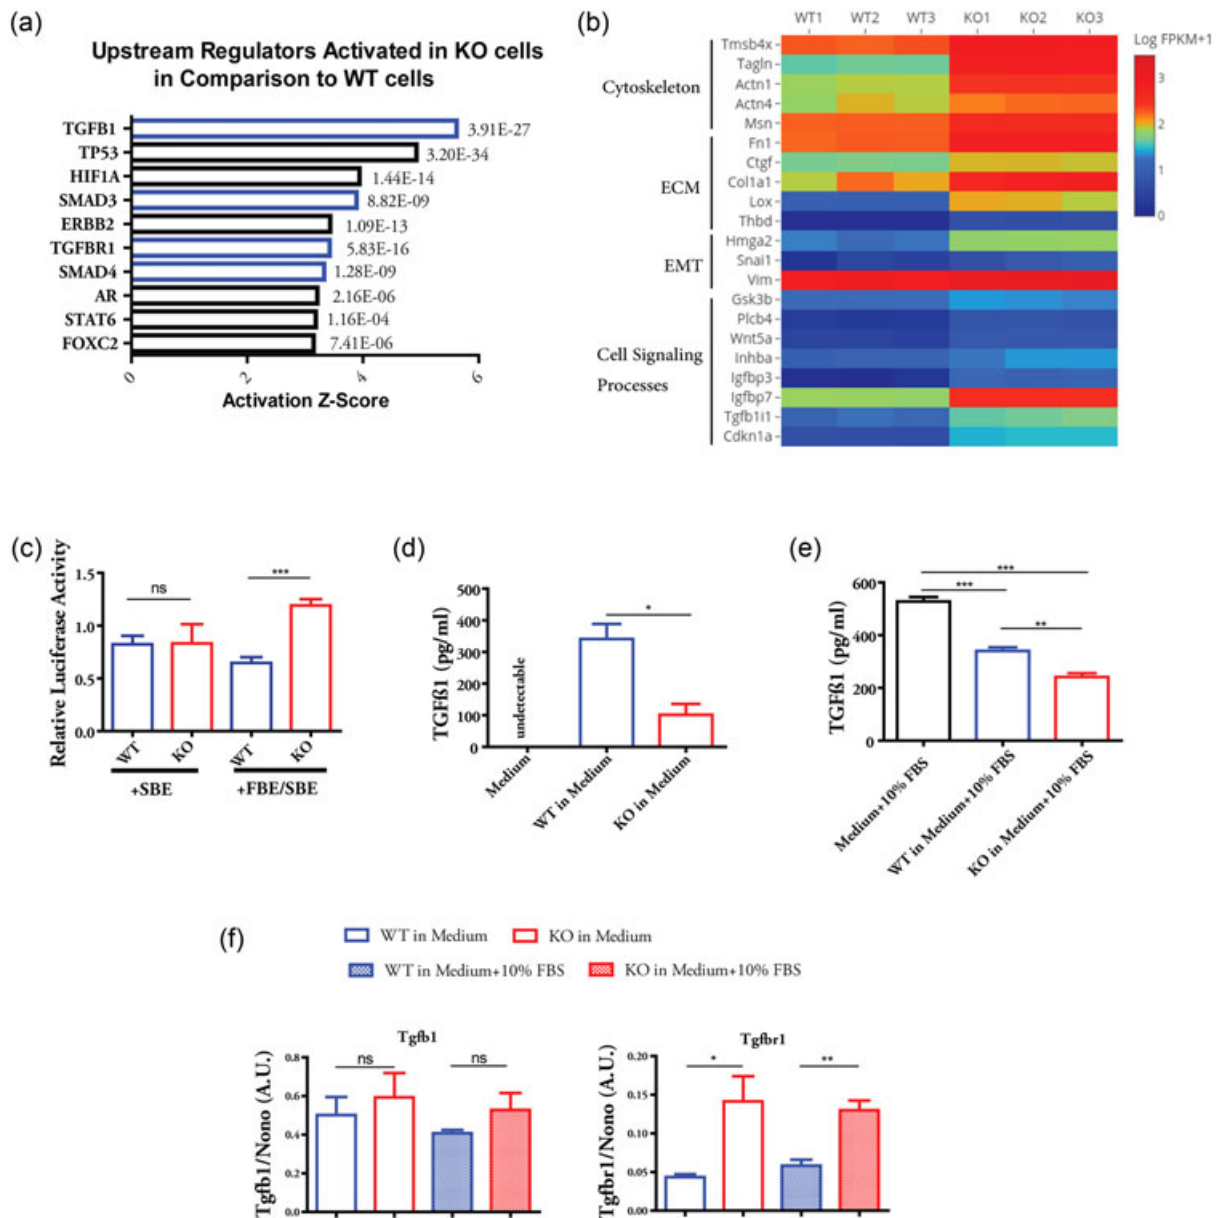 (a)
Upstream Regulators Activated in KO cells
in Comparison to WT cells
TGFB1 3.91E-27
TP53 3.20E-34
HIF1A 1.44E-14
SMAD3 8.82E-09
ERBB2 1.09E-13
TGFBR1 5.83E-16
SMAD4 1.28E-09
AR 2.16E-06
STAT6 1.16E-04
FOXC2 7.41E-06
0 2 4 6
Activation Z-Score
(b)
WT1 WT2 WT3 KO1 KO2 KO3
Log FPKM+1
3
2
1
0
Cytoskeleton
Tmsb4x
Tagln
Actn1
Actn4
Msn
ECM
Fn1
Ctgf
Col1a1
Lox
Thbd
EMT
Hmga2
Snai1
Vim
Cell Signaling
Processes
Gsk3b
Plcb4
Wnt5a
Inhba
Igfbp3
Igfbp7
Tgfb1i1
Cdkn1a
(c)
Relative Luciferase Activity
1.5
1.0
0.5
0.0
ns
***
WT KO WT KO
+SBE +FBE/SBE
(d)
TGFß1 (pg/ml)
500
400
300
200
100
0
*
undetectable
Medium
WT in Medium
KO in Medium
(e)
TGFß1 (pg/ml)
600
400
200
0
***
***
**
Medium+10% FBS
WT in Medium+10% FBS
KO in Medium+10% FBS
(f)
WT in Medium KO in Medium
WT in Medium+10% FBS KO in Medium+10% FBS
Tgfb1
Tgfb1/Nono (A.U.)
0.8
0.6
0.4
0.2
0.0
ns ns
Tgfbr1
Tgfbr1/Nono (A.U.)
0.20
0.15
0.10
0.05
0.00
* **